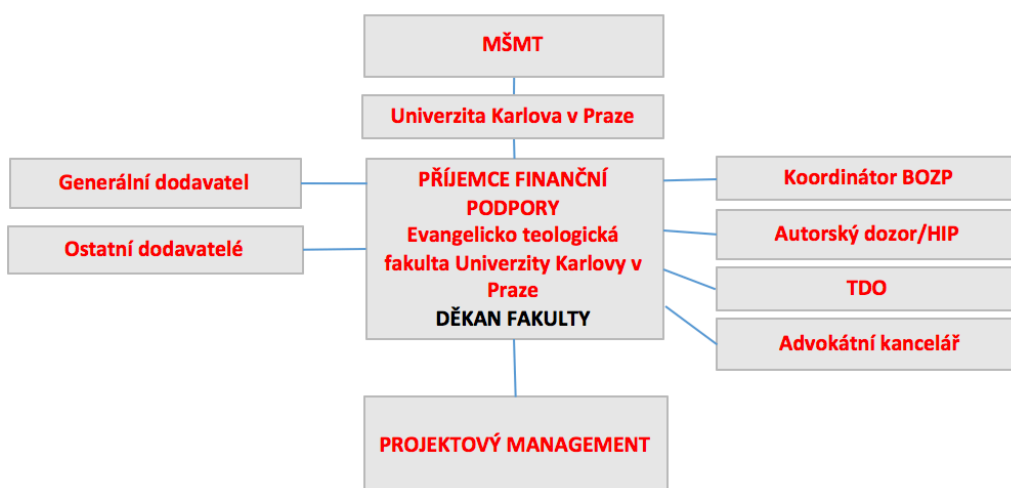 MŠMT
Univerzita Karlova v Praze
Generální dodavatel
Ostatní dodavatelé
PŘÍJEMCE FINANČNÍ
PODPORY
Evangelicko teologická
fakulta Univerzity Karlovy v
Praze
DĚKAN FAKULTY
Koordinátor BOZP
Autorský dozor/HIP
TDO
Advokátní kancelář
PROJEKTOVÝ MANAGEMENT